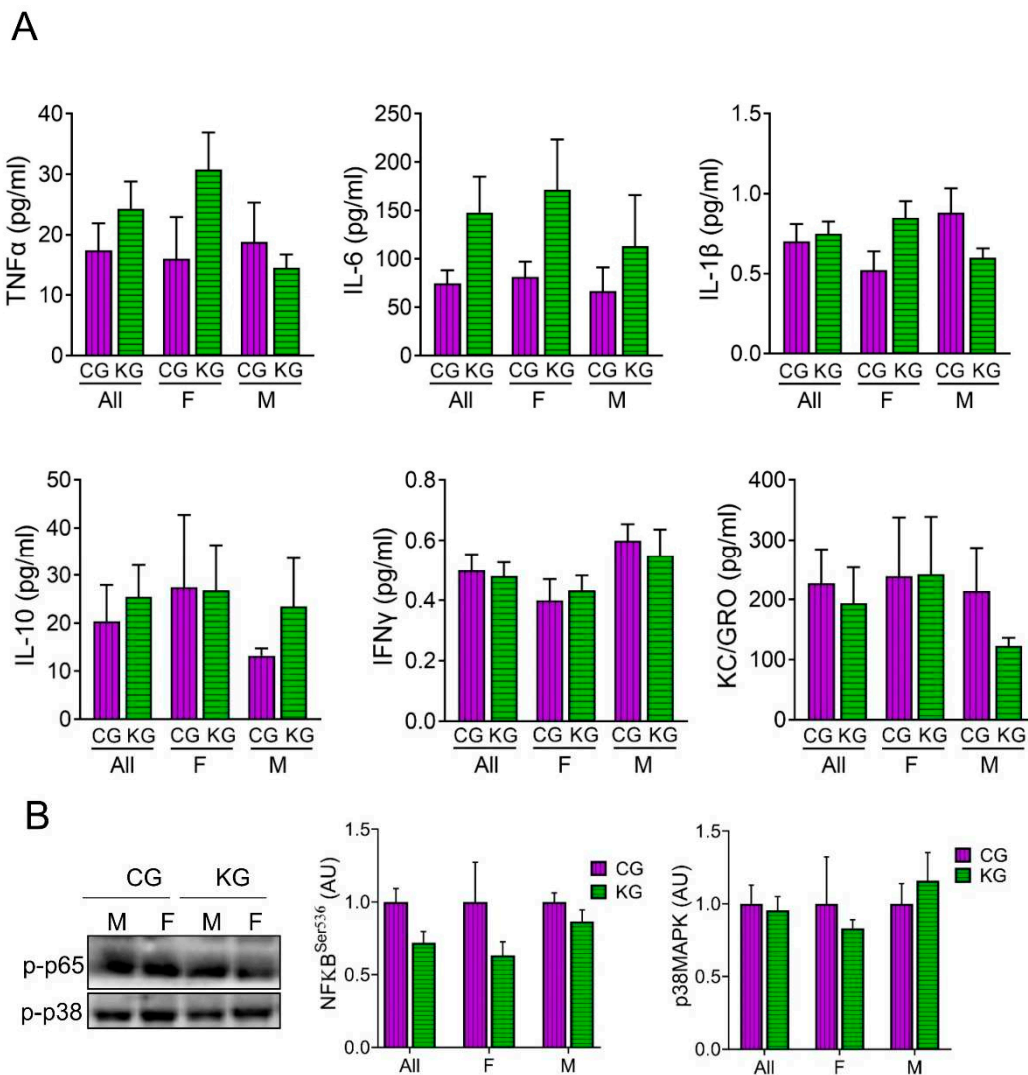 A
TNFα (pg/ml)
40
30
20
10
0
CG KG CG KG CG KG
All F M
IL-6 (pg/ml)
250
200
150
100
50
0
CG KG CG KG CG KG
All F M
IL-1β (pg/ml)
1.5
1.0
0.5
0.0
CG KG CG KG CG KG
All F M
IL-10 (pg/ml)
50
40
30
20
10
0
CG KG CG KG CG KG
All F M
IFNγ (pg/ml)
0.8
0.6
0.4
0.2
0.0
CG KG CG KG CG KG
All F M
KC/GRO (pg/ml)
400
300
200
100
0
CG KG CG KG CG KG
All F M
B
CG KG
M F M F
p-p65
p-p38
NFKB Ser536 (AU)
1.5
1.0
0.5
0.0
All F M
CG
KG
p38MAPK (AU)
1.5
1.0
0.5
0.0
All F M
CG
KG